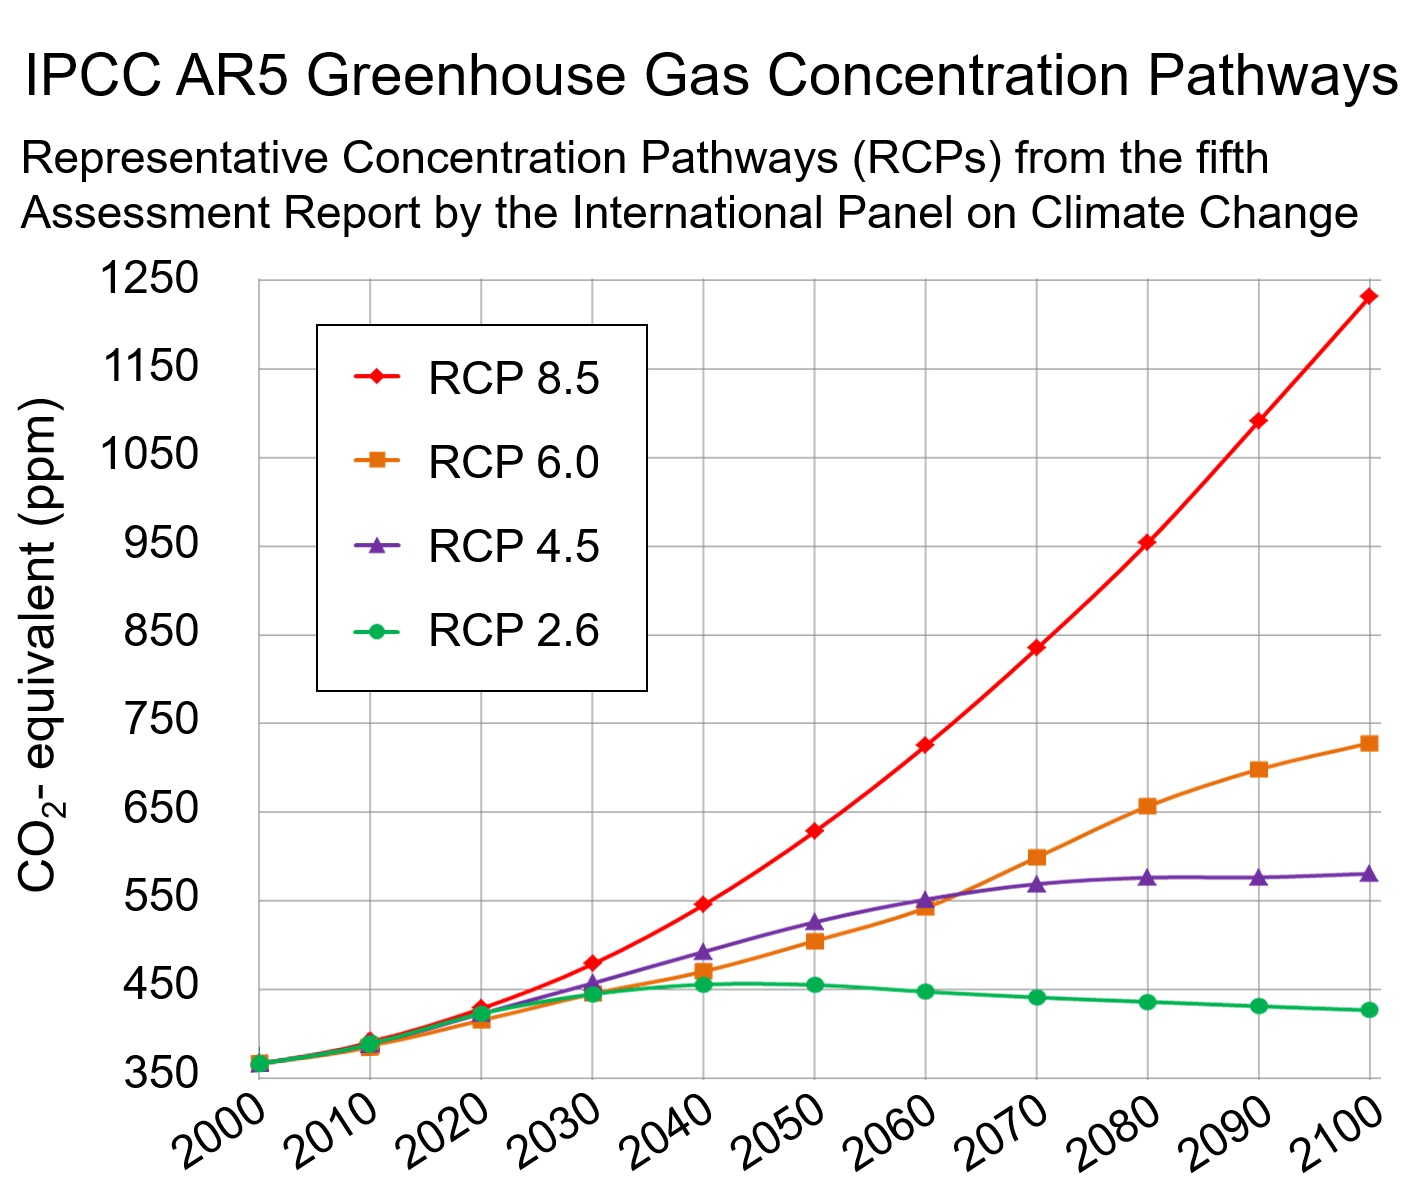 IPCC AR5 Greenhouse Gas Concentration Pathways
Representative Concentration Pathways (RCPs) from the fifth
Assessment Report by the International Panel on Climate Change
CO₂- equivalent (ppm)
1250
1150
1050
950
850
750
650
550
450
350
RCP 8.5
RCP 6.0
RCP 4.5
RCP 2.6
2000 2010 2020 2030 2040 2050 2060 2070 2080 2090 2100